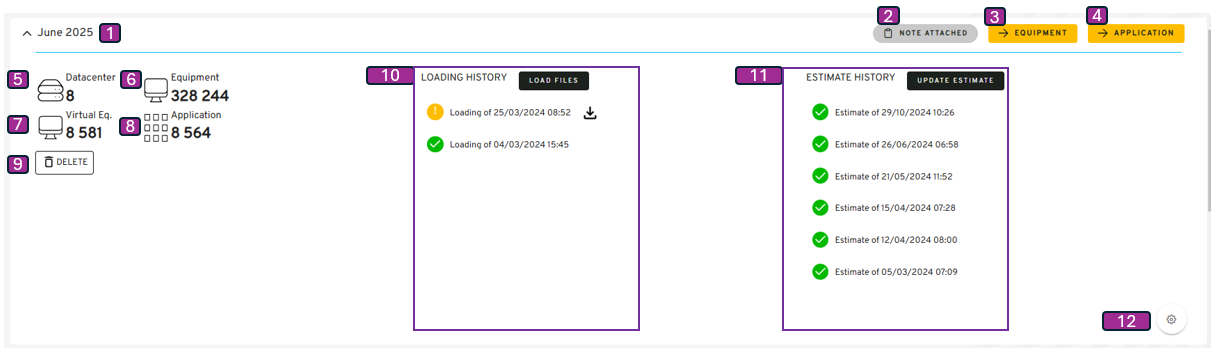 June 2025 1
2 NOTE ATTACHED
3 EQUIPMENT
4 APPLICATION
5 Datacenter
8
6 Equipment
328 244
7 Virtual Eq.
8 581
8 Application
8 564
9 DELETE
10 LOADING HISTORY LOAD FILES
Loading of 25/03/2024 08:52
Loading of 04/03/2024 15:45
11 ESTIMATE HISTORY UPDATE ESTIMATE
Estimate of 29/10/2024 10:26
Estimate of 26/06/2024 06:58
Estimate of 21/05/2024 11:52
Estimate of 15/04/2024 07:28
Estimate of 12/04/2024 08:00
Estimate of 05/03/2024 07:09
12